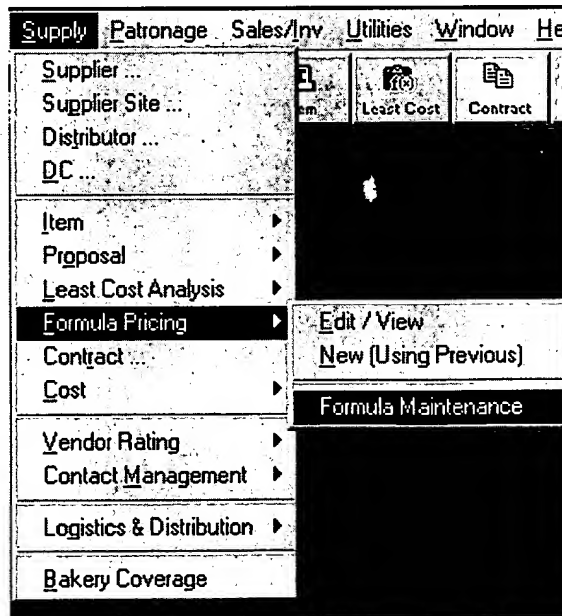 Supply Patronage Sales/Inv Utilities Window He
Supplier ...
Supplier Site ...
Distributor ...
DC ...
em Least Cost Contract
Item
Proposal
Least Cost Analysis
Formula Pricing
Contract ...
Cost
Edit / View
New (Using Previous)
Formula Maintenance
Vendor Rating
Contact Management
Logistics & Distribution
Bakery Coverage